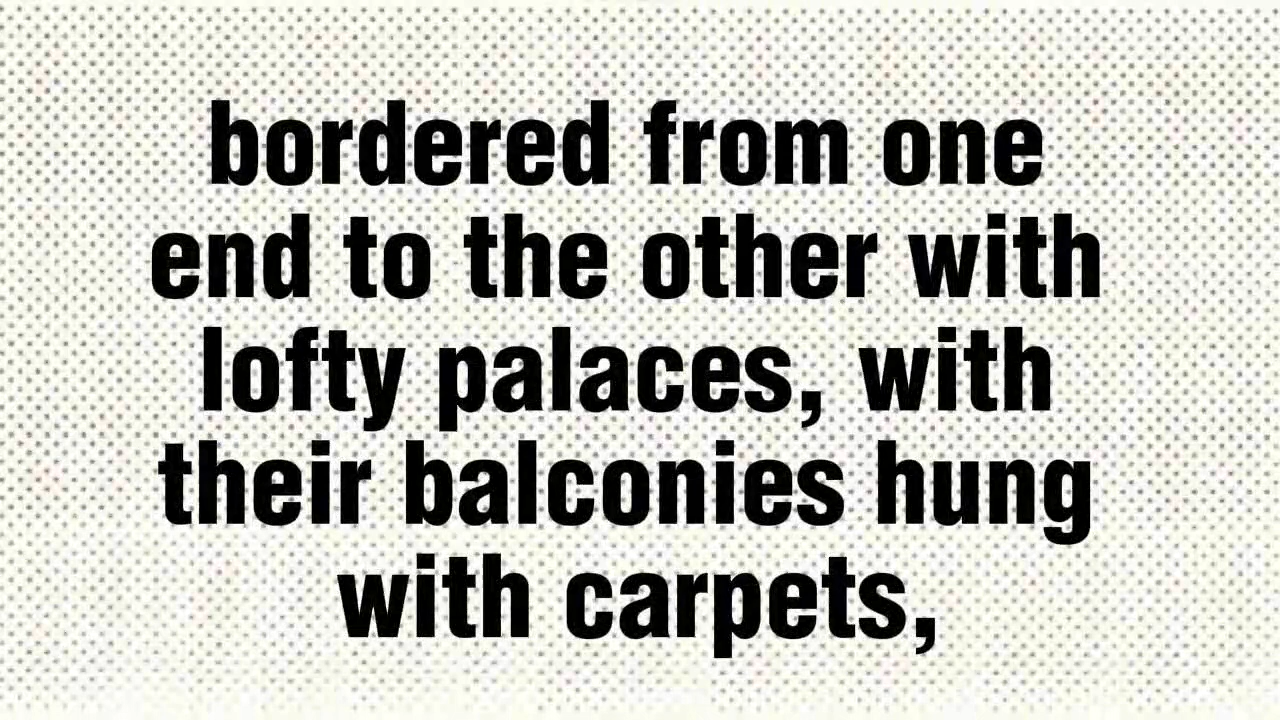 bordered from one
end to the other with
lofty palaces, with
their balconies hung
with carpets,